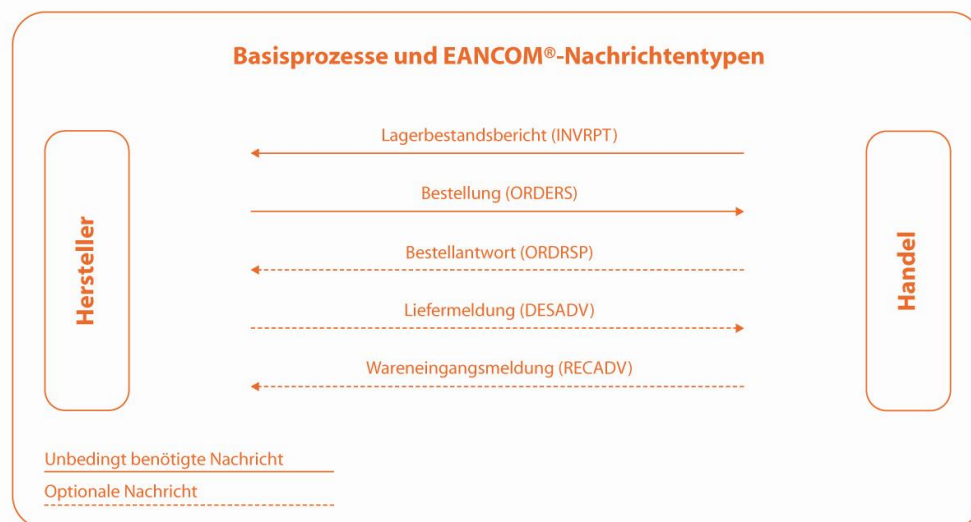 Basisprozesse und EANCOM®-Nachrichtentypen
Lagerbestandsbericht (INVRPT)
Bestellung (ORDERS)
Bestellantwort (ORDRSP)
Liefermeldung (DESADV)
Wareneingangsmeldung (RECADV)
Hersteller
Handel
Unbedingt benötigte Nachricht
Optionale Nachricht